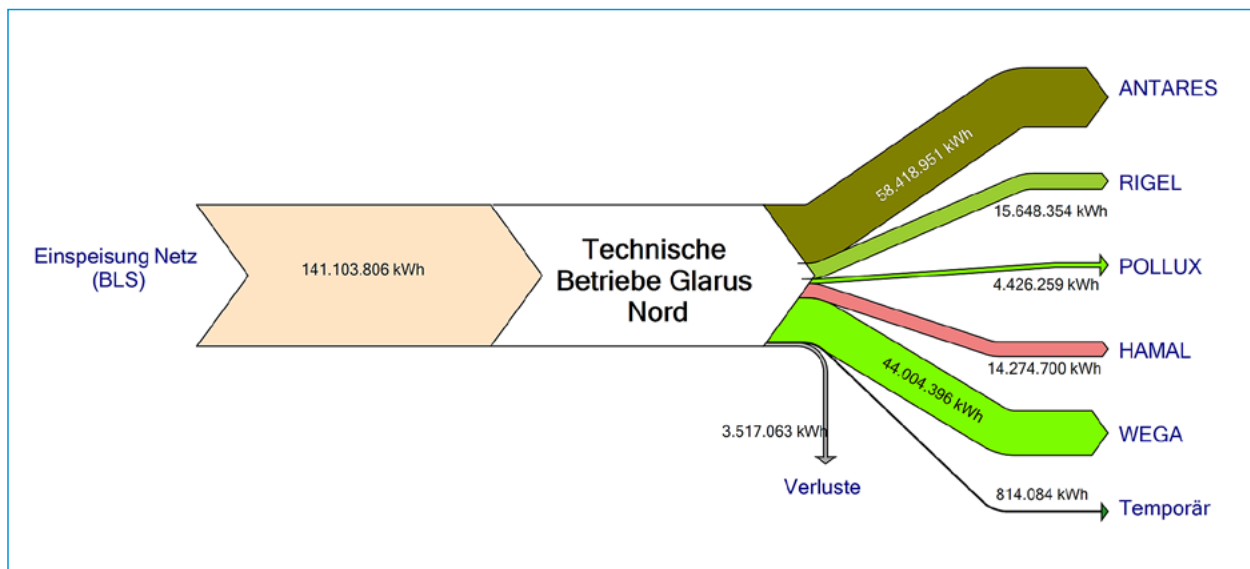 ANTARES
58.418.951 kWh
RIGEL
15.648.354 kWh
Einspeisung Netz
(BLS)
141.103.806 kWh
Technische
Betriebe Glarus
Nord
POLLUX
4.426.259 kWh
HAMAL
14.274.700 kWh
44.004.396 kWh
WEGA
3.517.063 kWh
Verluste
814.084 kWh
Temporär